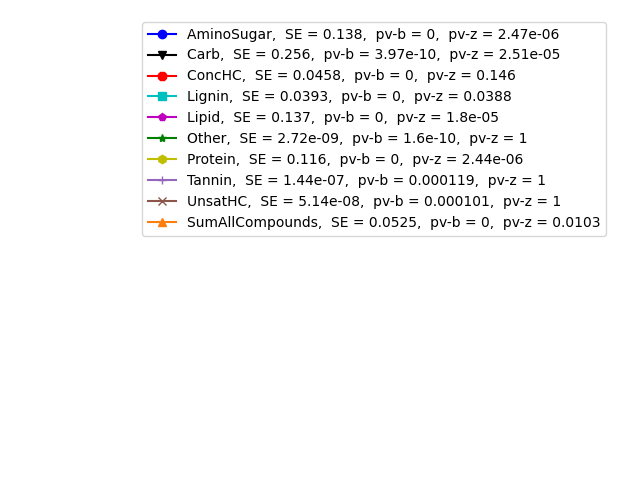 AminoSugar,  SE = 0.138,  pv-b = 0,  pv-z = 2.47e-06
Carb,  SE = 0.256,  pv-b = 3.97e-10,  pv-z = 2.51e-05
ConcHC,  SE = 0.0458,  pv-b = 0,  pv-z = 0.146
Lignin,  SE = 0.0393,  pv-b = 0,  pv-z = 0.0388
Lipid,  SE = 0.137,  pv-b = 0,  pv-z = 1.8e-05
Other,  SE = 2.72e-09,  pv-b = 1.6e-10,  pv-z = 1
Protein,  SE = 0.116,  pv-b = 0,  pv-z = 2.44e-06
Tannin,  SE = 1.44e-07,  pv-b = 0.000119,  pv-z = 1
UnsatHC,  SE = 5.14e-08,  pv-b = 0.000101,  pv-z = 1
SumAllCompounds,  SE = 0.0525,  pv-b = 0,  pv-z = 0.0103